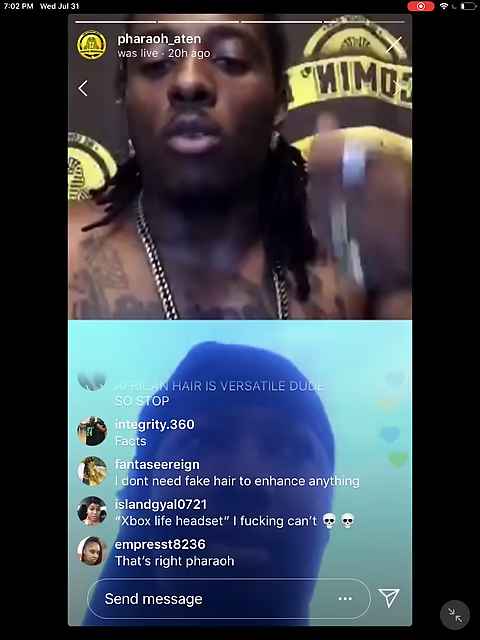 7:02 PM Wed Jul 31
pharaoh_aten
was live · 20h ago
COMIN'
AFRICAN HAIR IS VERSATILE DUDE
SO STOP
integrity.360
Facts
fantaseereign
I dont need fake hair to enhance anything
islandgyal0721
“Xbox life headset” I fucking can't 💀 💀
empresst8236
That's right pharaoh
Send message